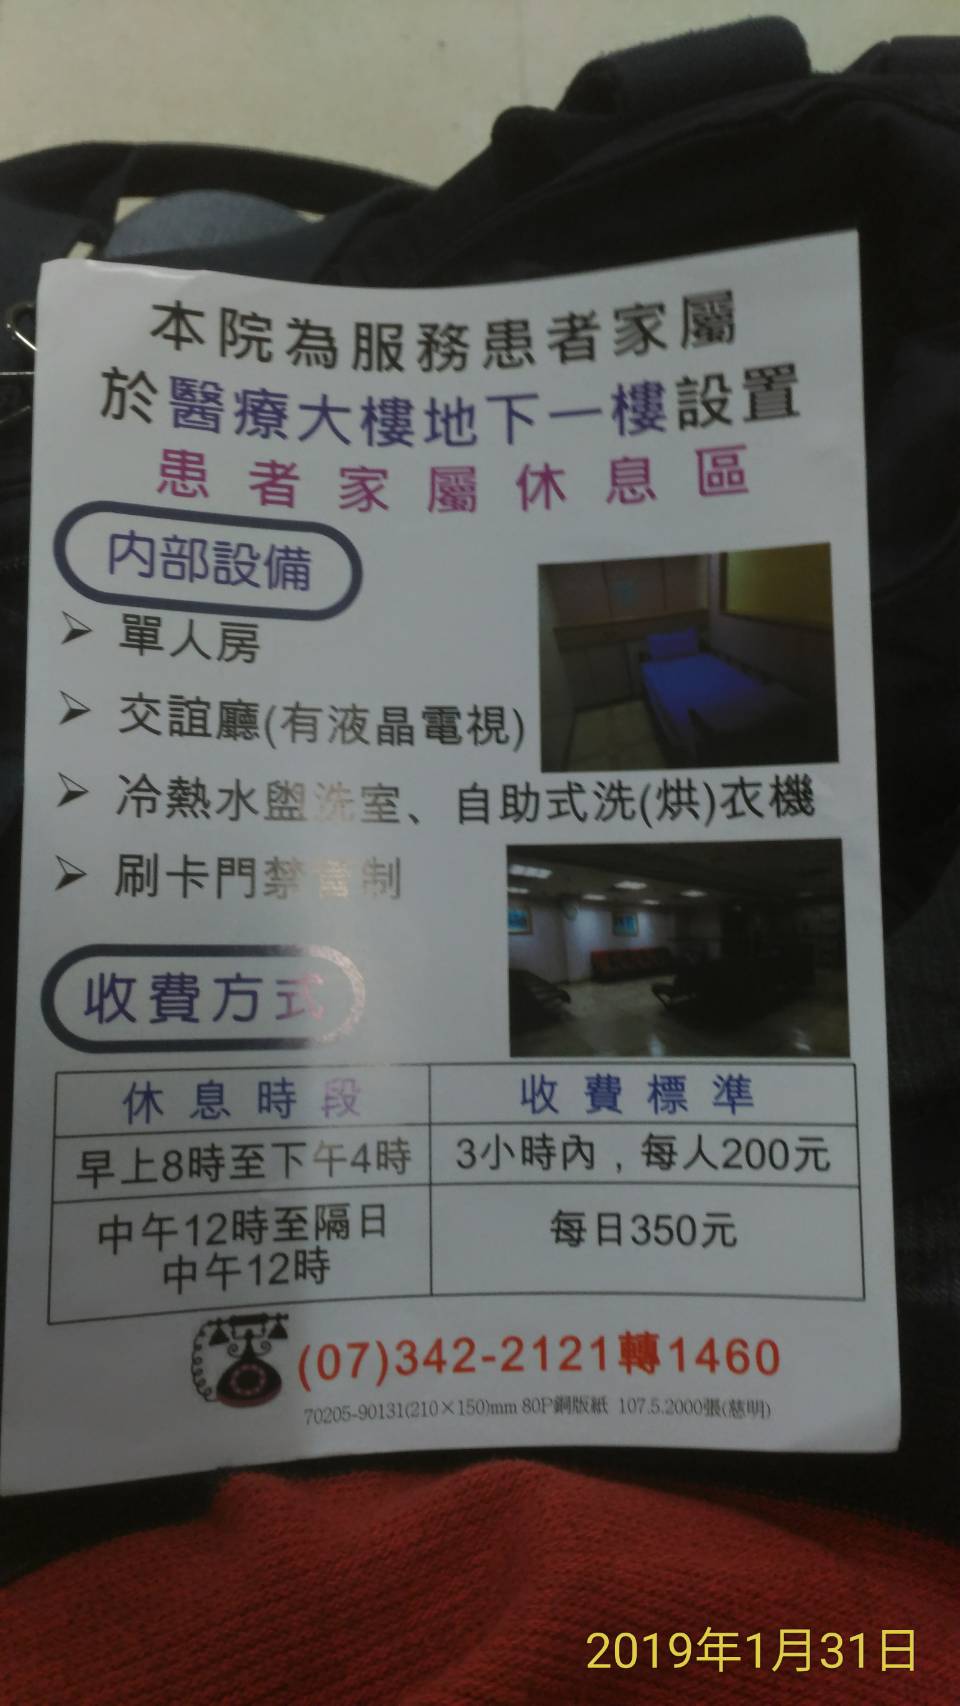 本院為服務患者家屬
於醫療大樓地下一樓設置
患者家屬休息區
內部設備
➢ 單人房
➢ 交誼廳(有液晶電視)
➢ 冷熱水盥洗室、自助式洗(烘)衣機
➢ 刷卡門禁管制
收費方式
休息時段 收費標準
早上8時至下午4時 3小時內，每人200元
中午12時至隔日 每日350元
中午12時
(07)342-2121轉1460
70205-90131(210×150)mm 80P銅版紙 107.5.2000張(慈明)
2019年1月31日